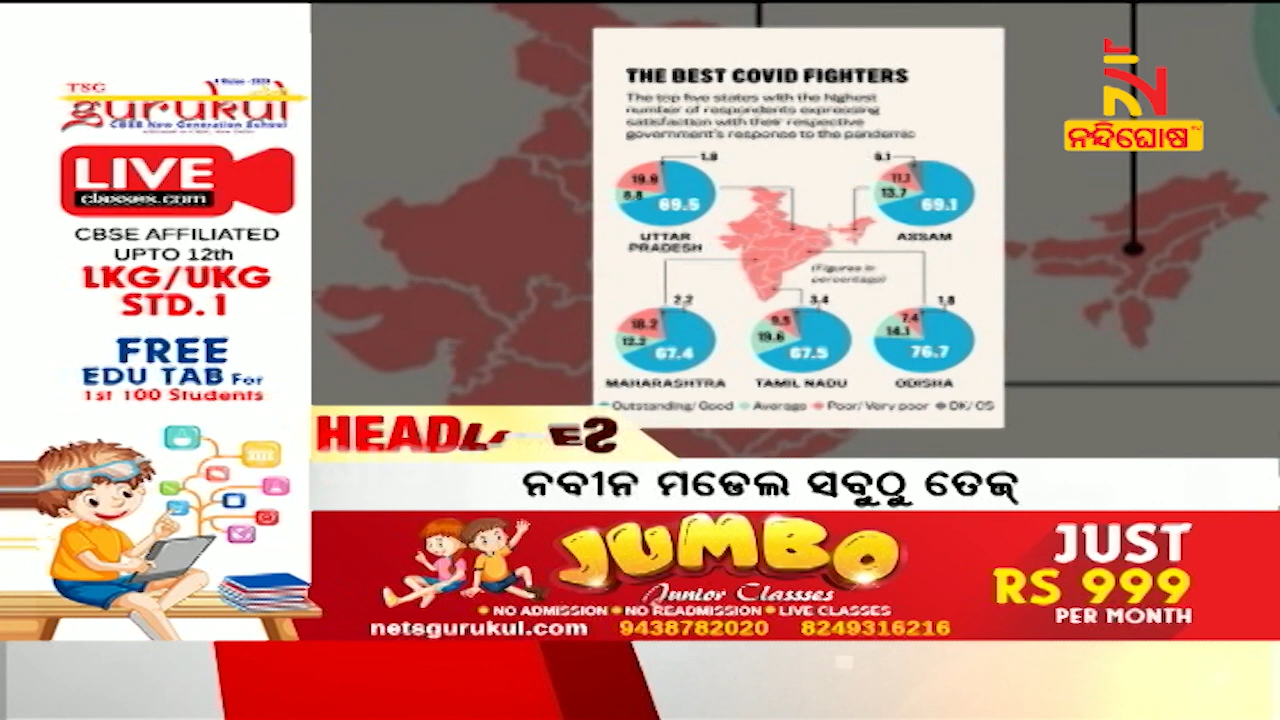 TSG
gurukul
CBSE New Generation School
LIVE
classes.com
CBSE AFFILIATED
UPTO 12th
LKG/UKG
STD.1
FREE
EDU TAB For
1st 100 Students
THE BEST COVID FIGHTERS
The top five states with the highest
number of respondents expressing
satisfaction with their respective
government's response to the pandemic
1.8
19.9
8.8
69.5
UTTAR
PRADESH
6.1
11.1
13.7
69.1
ASSAM
(Figures in
percentage)
2.2
18.2
12.2
67.4
MAHARASHTRA
3.4
9.5
19.6
67.5
TAMIL NADU
1.8
7.4
14.1
76.7
ODISHA
Outstanding/Good Average Poor/Very poor DK/CS
ନନ୍ଦିଘୋଷ
ନବୀନ ମଡେଲ ସବୁଠୁ ତେଜ୍
JUMBO
Junior Classses
NO ADMISSION NO READMISSION LIVE CLASSES
netsgurukul.com 9438782020 8249316216
JUST
RS 999
PER MONTH